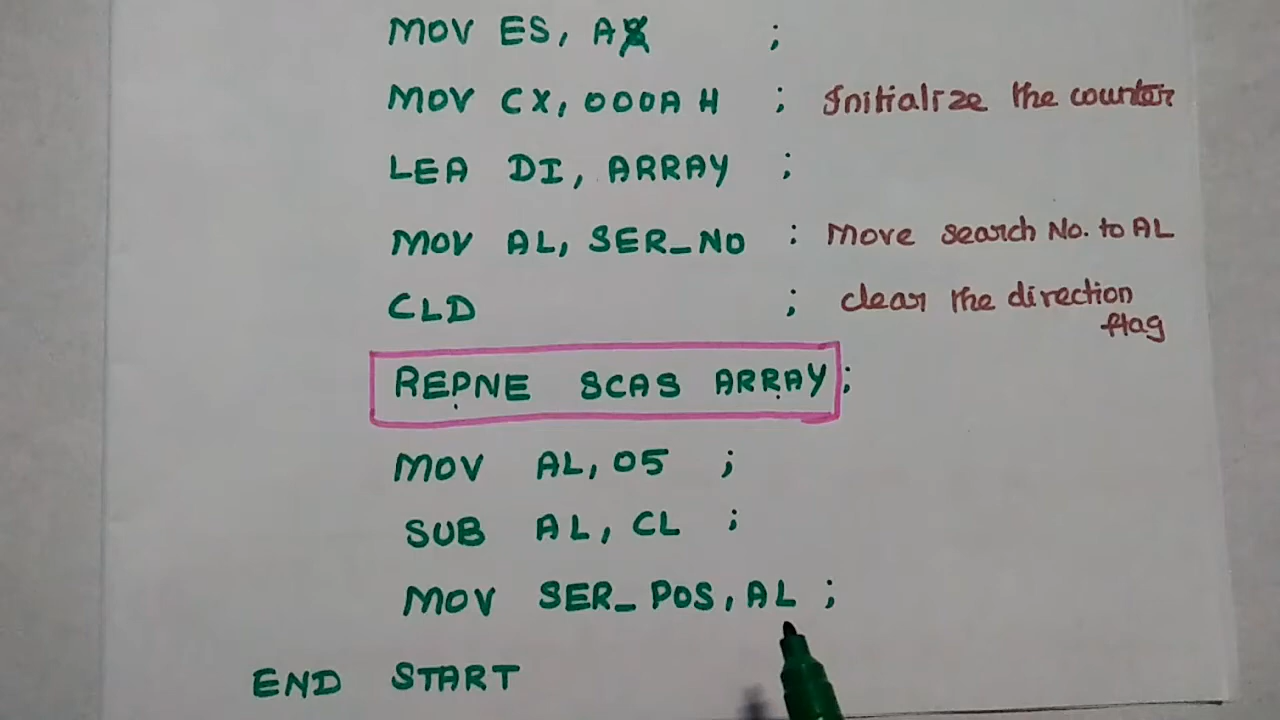 MOV ES, AX ;
MOV CX, 000A H ; Initialize the counter
LEA DI, ARRAY ;
MOV AL, SER_NO : Move search No. to AL
CLD ; clear the direction
flag
REPNE SCAS ARRAY ;
MOV AL, 05 ;
SUB AL, CL ;
MOV SER_POS, AL ;
END START